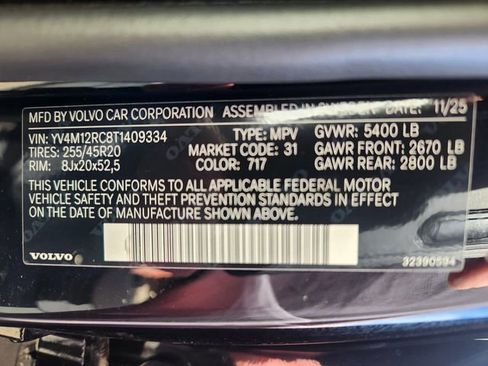 MFD BY VOLVO CAR CORPORATION ASSEMBLED IN SWEDEN DATE: 11/25
VIN: YV4M12RC8T1409334 TYPE: MPV GVWR: 5400 LB
TIRES: 255/45R20 MARKET CODE: 31 GAWR FRONT: 2670 LB
RIM: 8Jx20x52,5 COLOR: 717 GAWR REAR: 2800 LB
THIS VEHICLE CONFORMS TO ALL APPLICABLE FEDERAL MOTOR
VEHICLE SAFETY AND THEFT PREVENTION STANDARDS IN EFFECT
ON THE DATE OF MANUFACTURE SHOWN ABOVE.
VOLVO 32390594